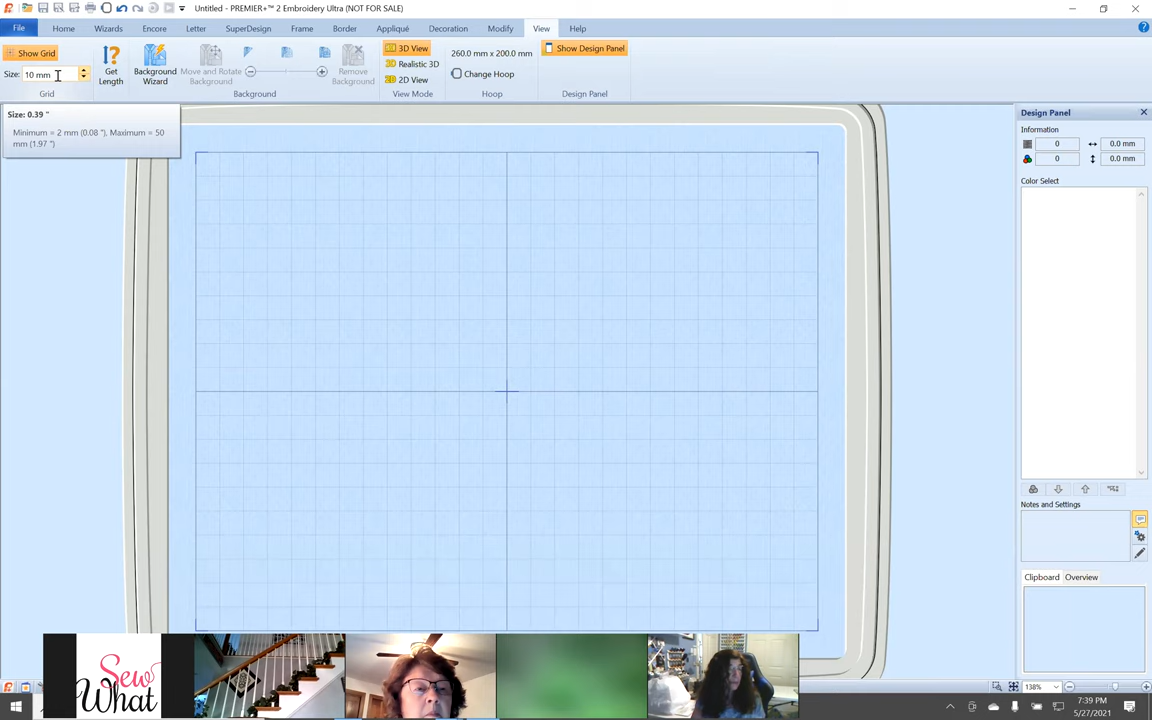 Untitled - PREMIER+™ 2 Embroidery Ultra (NOT FOR SALE)
File Home Wizards Encore Letter SuperDesign Frame Border Appliqué Decoration Modify View Help
Show Grid
Size: 10 mm
Grid
Get Length
Background Wizard
Move and Rotate Background
Remove Background
Background
3D View
Realistic 3D
2D View
View Mode
260.0 mm x 200.0 mm
Change Hoop
Hoop
Show Design Panel
Design Panel
Size: 0.39 "
Minimum = 2 mm (0.08 "), Maximum = 50
mm (1.97 ")
Design Panel
Information
0 0.0 mm
0 0.0 mm
Color Select
Notes and Settings
Clipboard Overview
Sew
What
138%
7:39 PM
5/27/2021